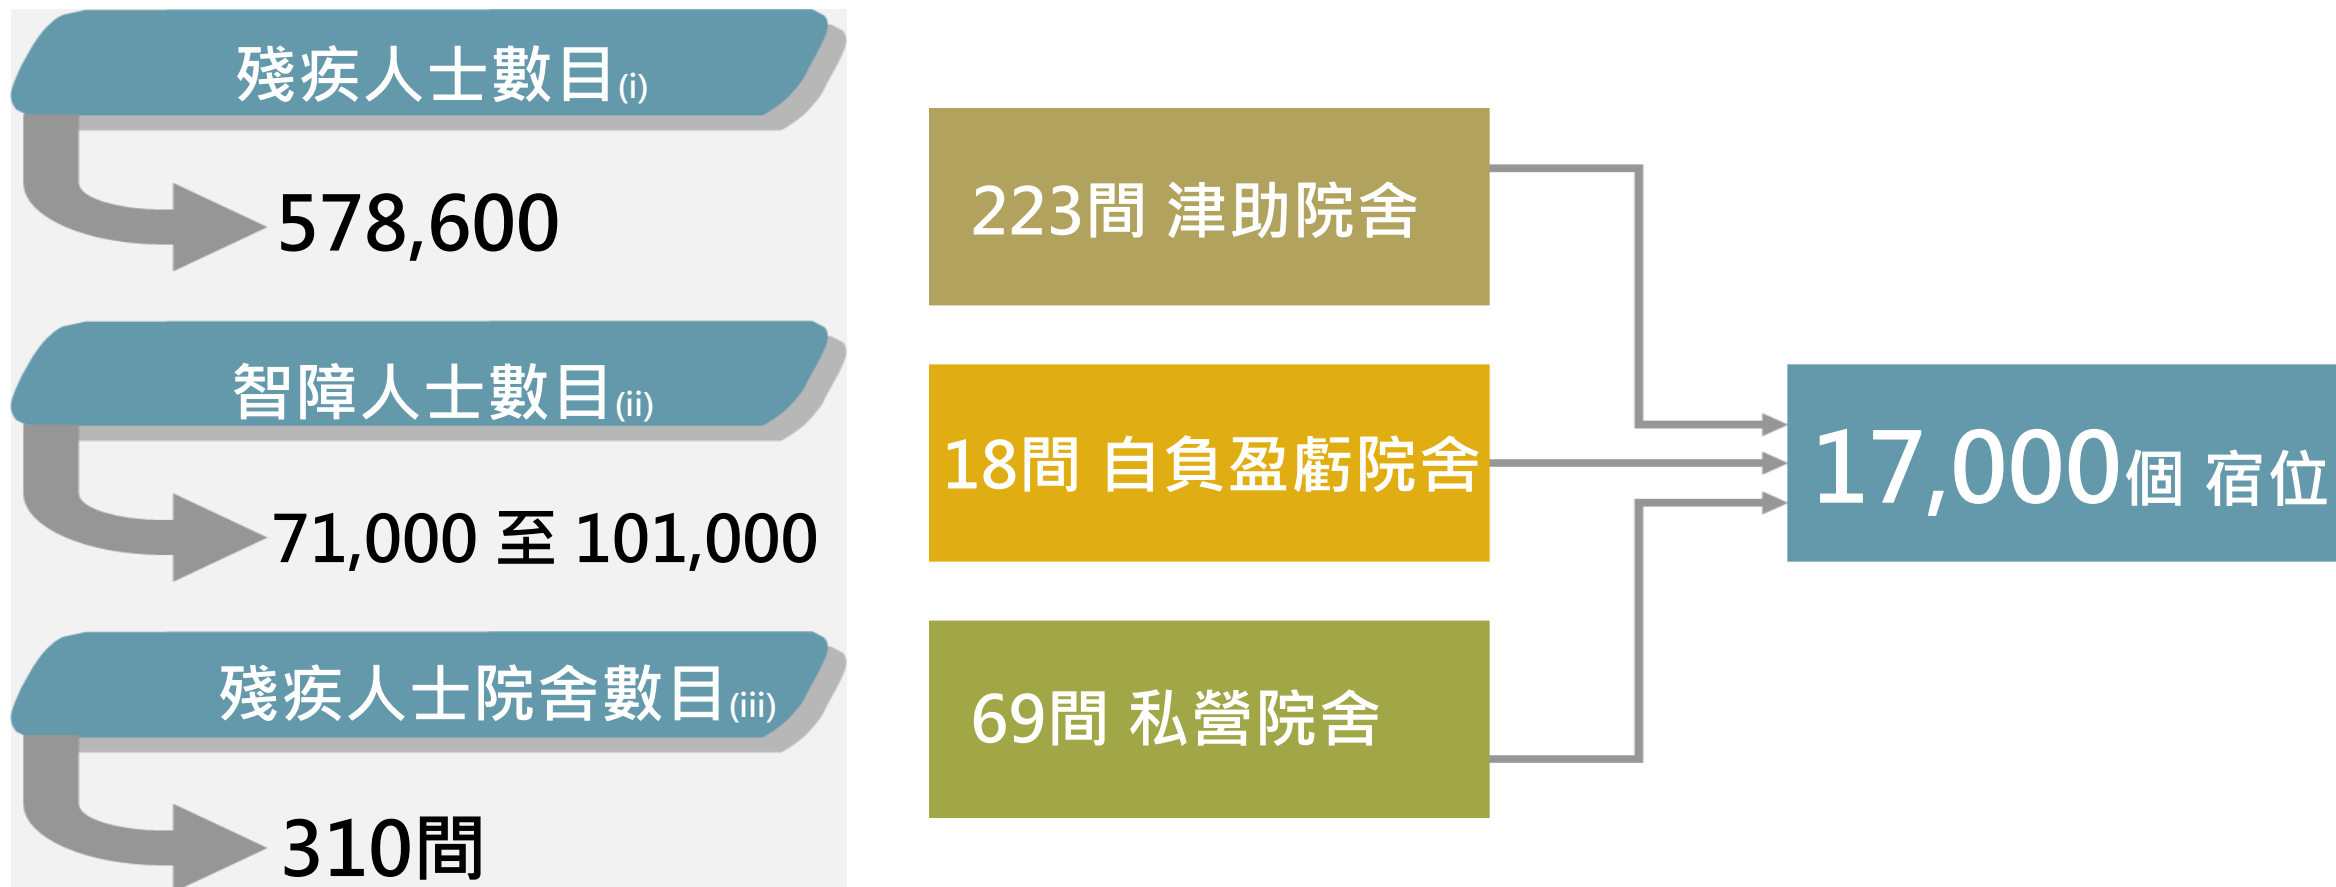 殘疾人士數目(i)
578,600
智障人士數目(ii)
71,000 至 101,000
殘疾人士院舍數目(iii)
310間
223間 津助院舍
18間 自負盈虧院舍
69間 私營院舍
17,000個 宿位